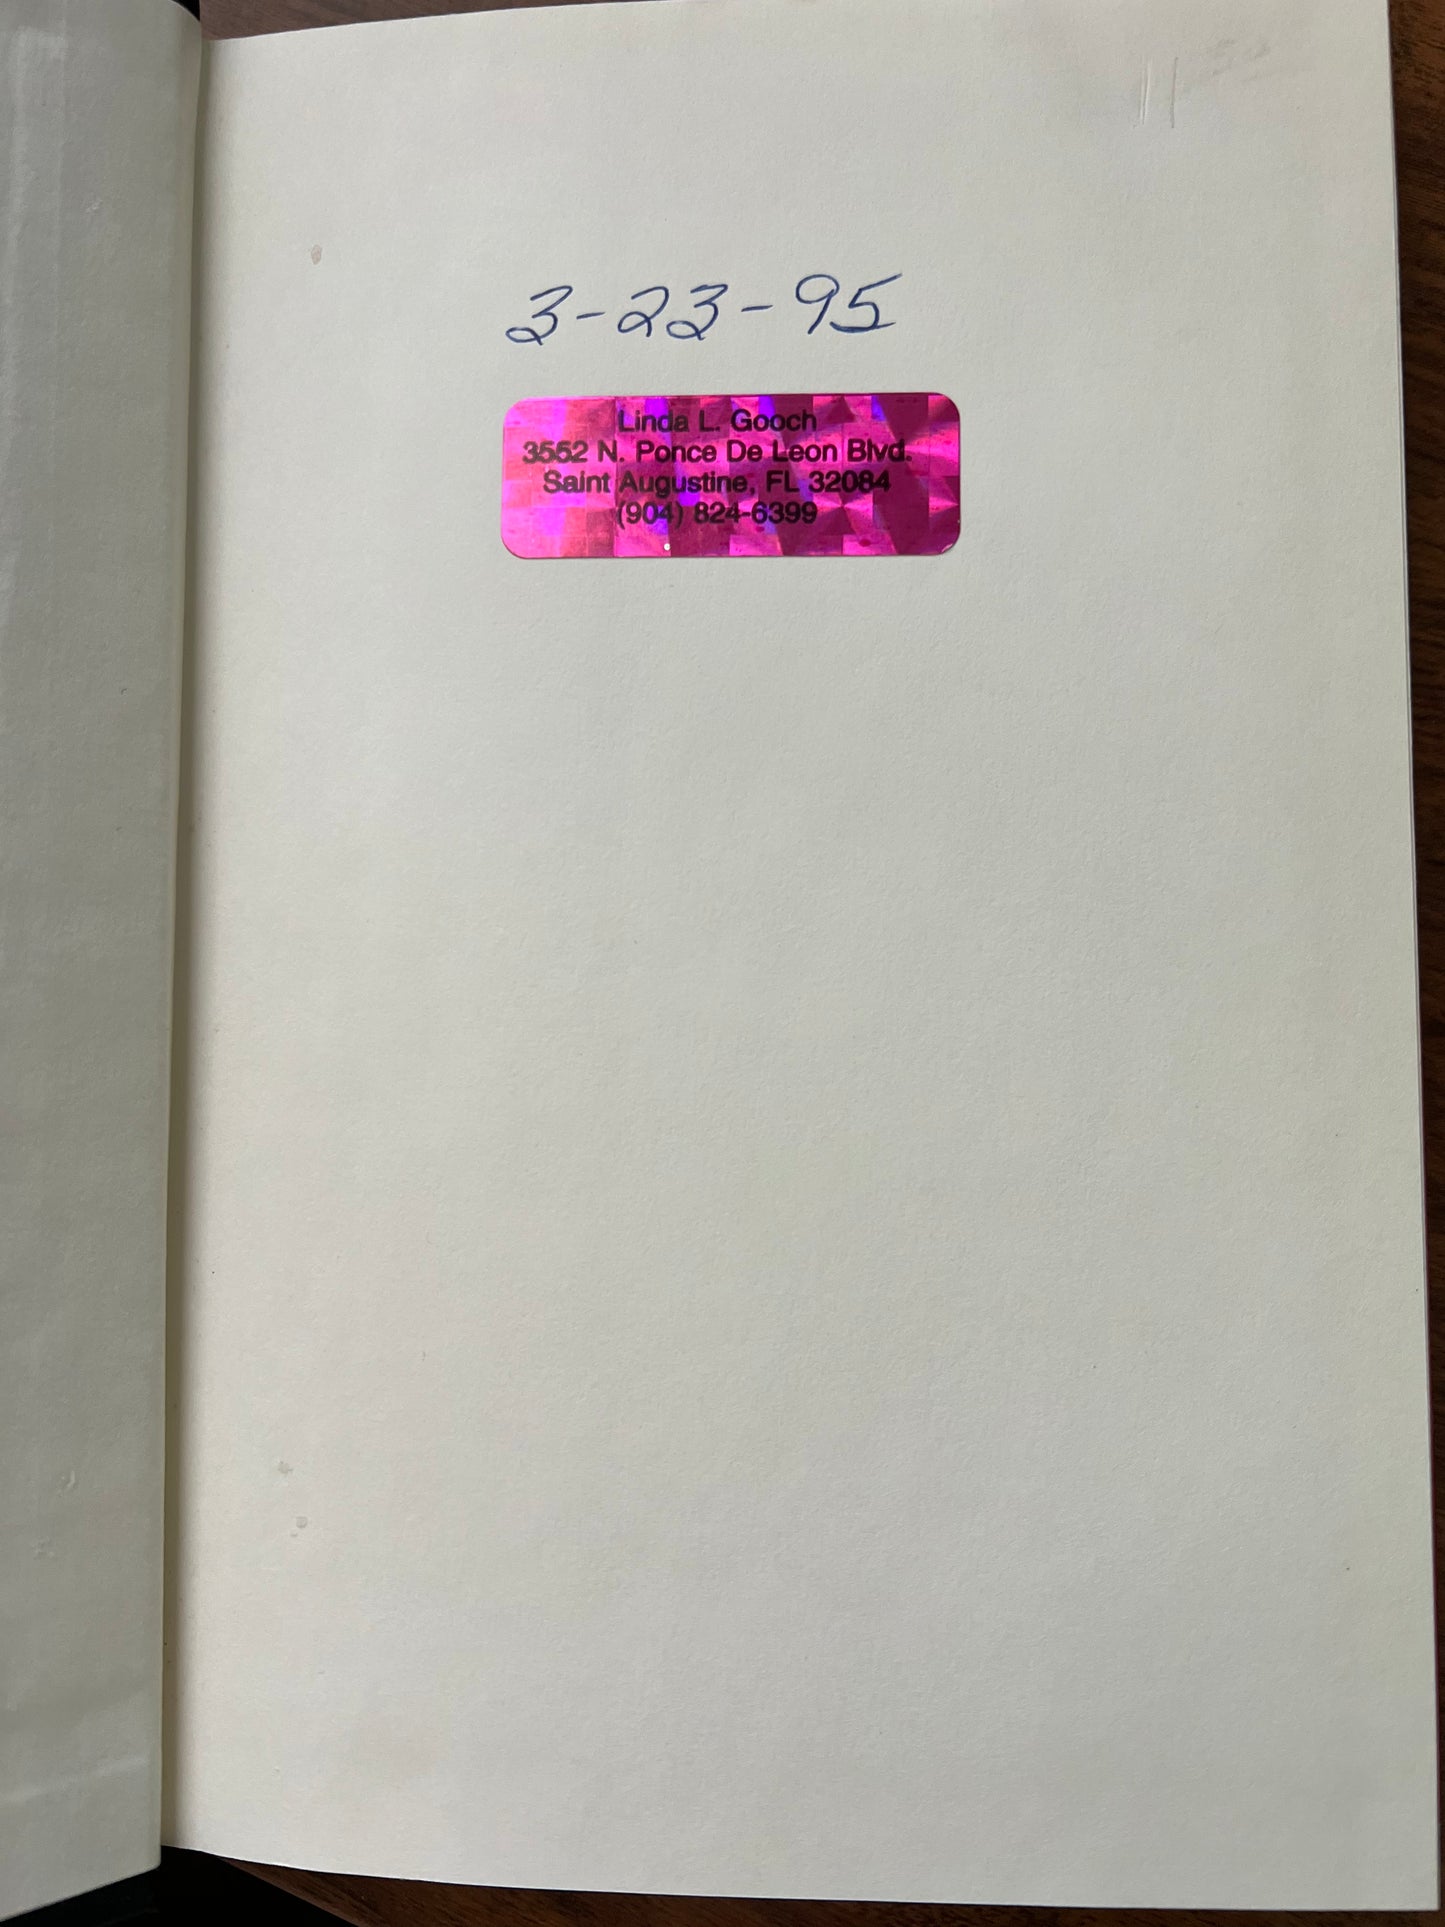 3-23-95
Linda L. Gooch
3552 N. Ponce De Leon Blvd.
Saint Augustine, FL 32084
(904) 824-6399